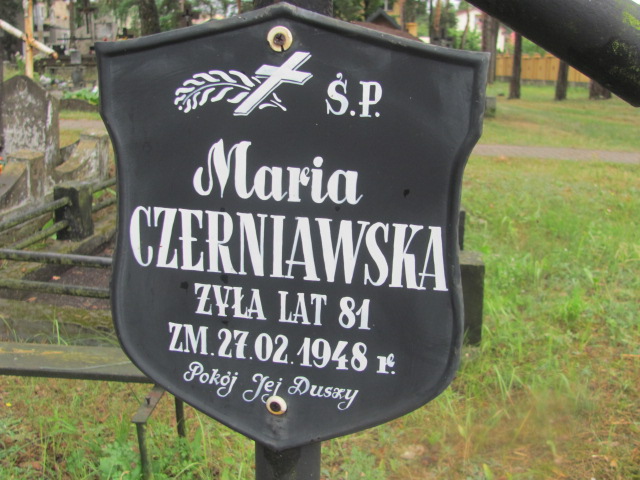 Ś.P.
Maria
CZERNIAWSKA
ŻYŁA LAT 81
ZM. 27.02.1948 r.
Pokój Jej Duszy